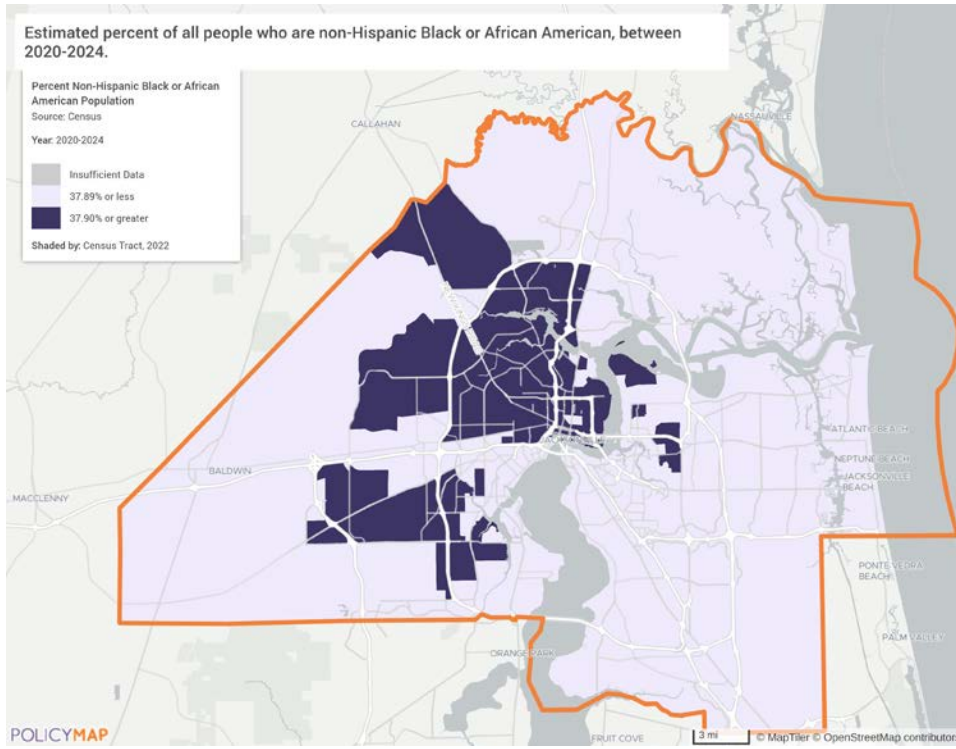 Estimated percent of all people who are non-Hispanic Black or African American, between
2020-2024.
Percent Non-Hispanic Black or African
American Population
Source: Census
Year: 2020-2024
Insufficient Data
37.89% or less
37.90% or greater
Shaded by: Census Tract, 2022
CALLAHAN
NASSAUVILLE
ATLANTIC BEACH
NEPTUNE BEACH
JACKSONVILLE
BEACH
BALDWIN
MACCLENNY
PONTE VEDRA
BEACH
PALM VALLEY
ORANGE PARK
FRUIT COVE
3 mi
POLICYMAP
© MapTiler © OpenStreetMap contributors